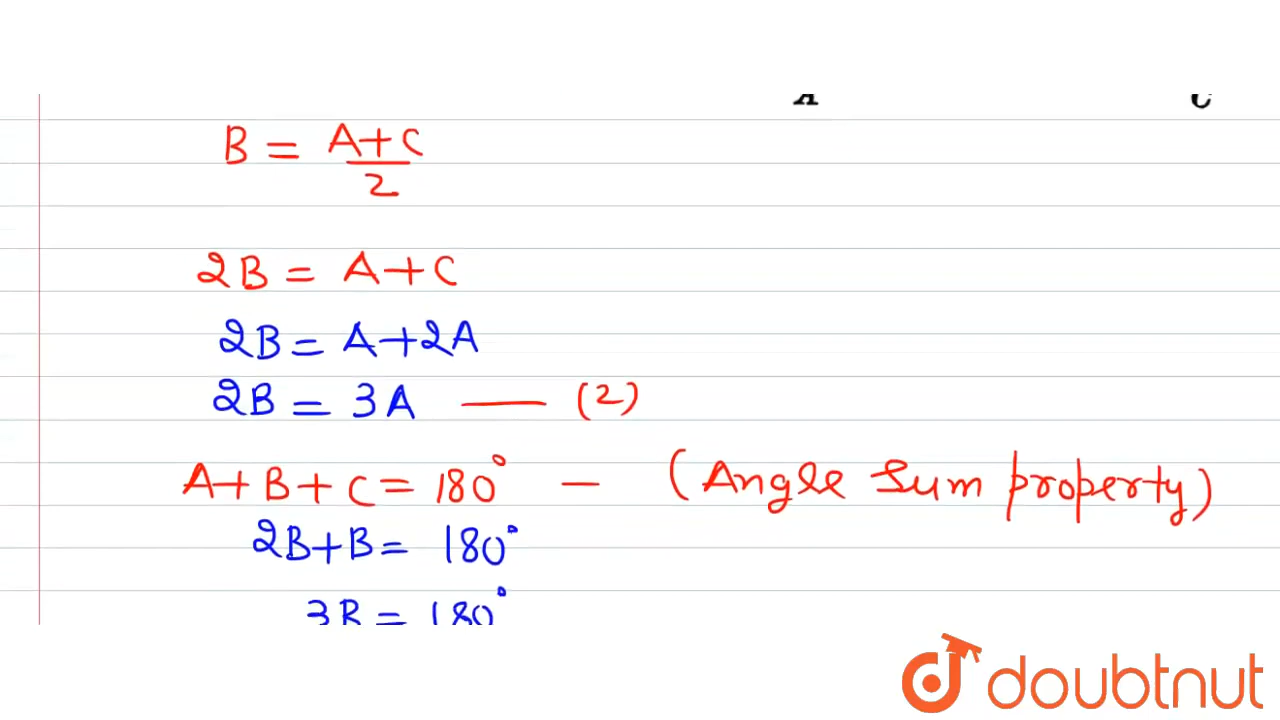 A C
B = A+C/2
2B = A+C
2B = A+2A
2B = 3A —— (2)
A+B+C = 180° — (Angle Sum property)
2B+B = 180°
3B = 180°
doubtnut